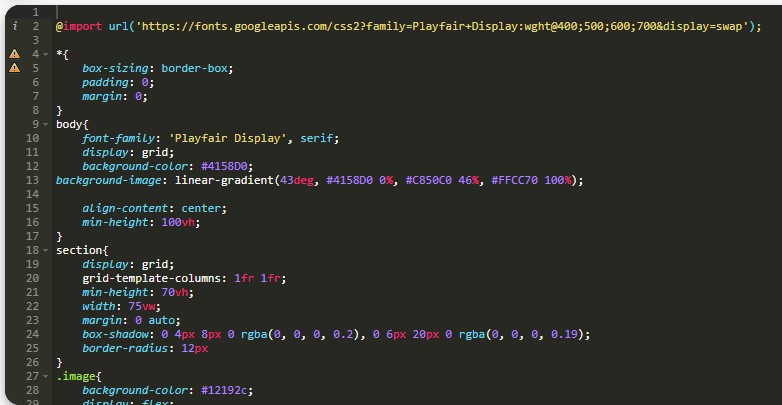 1
i 2 @import url('https://fonts.googleapis.com/css2?family=Playfair+Display:wght@400;500;600;700&display=swap');
3
4 *{
5 box-sizing: border-box;
6 padding: 0;
7 margin: 0;
8 }
9 body{
10 font-family: 'Playfair Display', serif;
11 display: grid;
12 background-color: #4158D0;
13 background-image: linear-gradient(43deg, #4158D0 0%, #C850C0 46%, #FFCC70 100%);
14
15 align-content: center;
16 min-height: 100vh;
17 }
18 section{
19 display: grid;
20 grid-template-columns: 1fr 1fr;
21 min-height: 70vh;
22 width: 75vw;
23 margin: 0 auto;
24 box-shadow: 0 4px 8px 0 rgba(0, 0, 0, 0.2), 0 6px 20px 0 rgba(0, 0, 0, 0.19);
25 border-radius: 12px
26 }
27 .image{
28 background-color: #12192c;
29 display: flex;